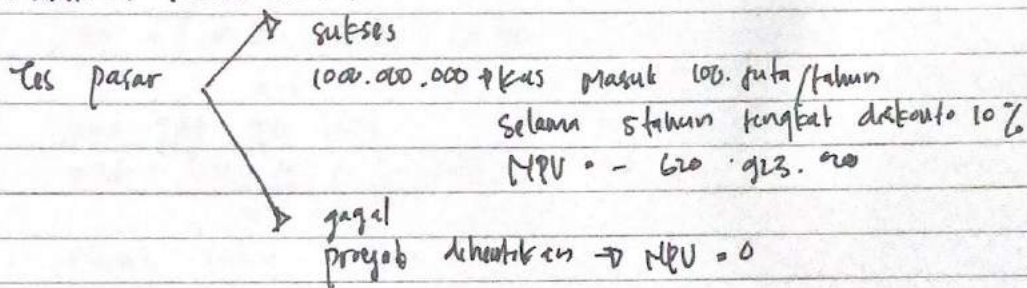 sukses
Tes pasar 1000.000.000 → Kas masuk 100. juta/tahun
selama 5 tahun tingkat diskonto 10%
NPV = - 620.923.
gagal
proyek dihentikan → NPV = 0